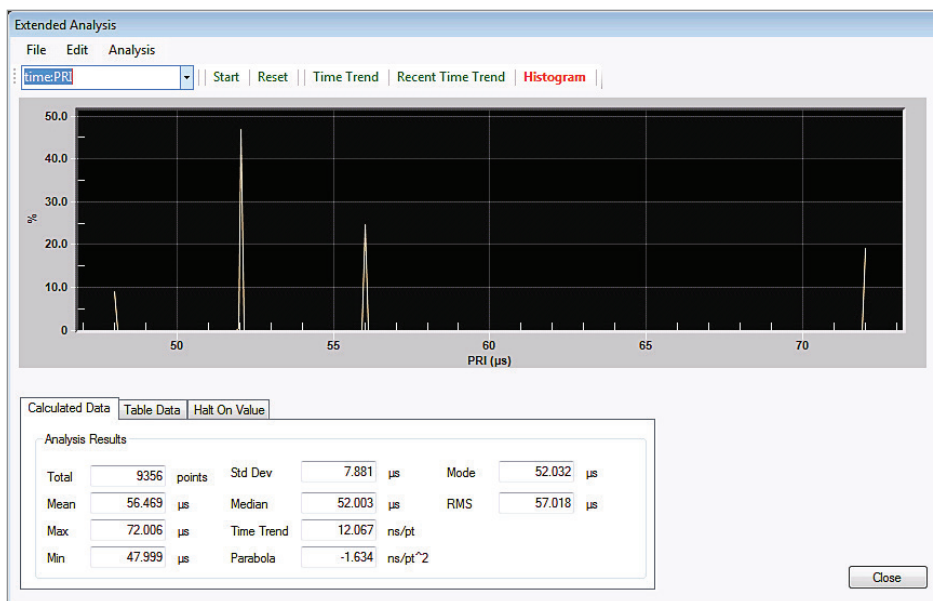 Extended Analysis
File Edit Analysis
time:PRI Start Reset Time Trend Recent Time Trend Histogram
50.0
40.0
30.0
20.0
10.0
0
%
50 55 60 65 70
PRI (µs)
Calculated Data Table Data Halt On Value
Analysis Results
Total 9356 points Std Dev 7.881 µs Mode 52.032 µs
Mean 56.469 µs Median 52.003 µs RMS 57.018 µs
Max 72.006 µs Time Trend 12.067 ns/pt
Min 47.999 µs Parabola -1.634 ns/pt^2
Close